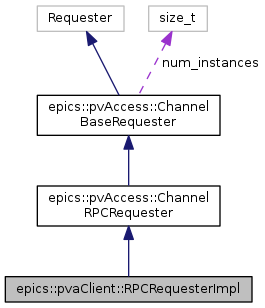 Requester
size_t
num_instances
epics::pvAccess::Channel
BaseRequester
epics::pvAccess::Channel
RPCRequester
epics::pvaClient::RPCRequesterImpl